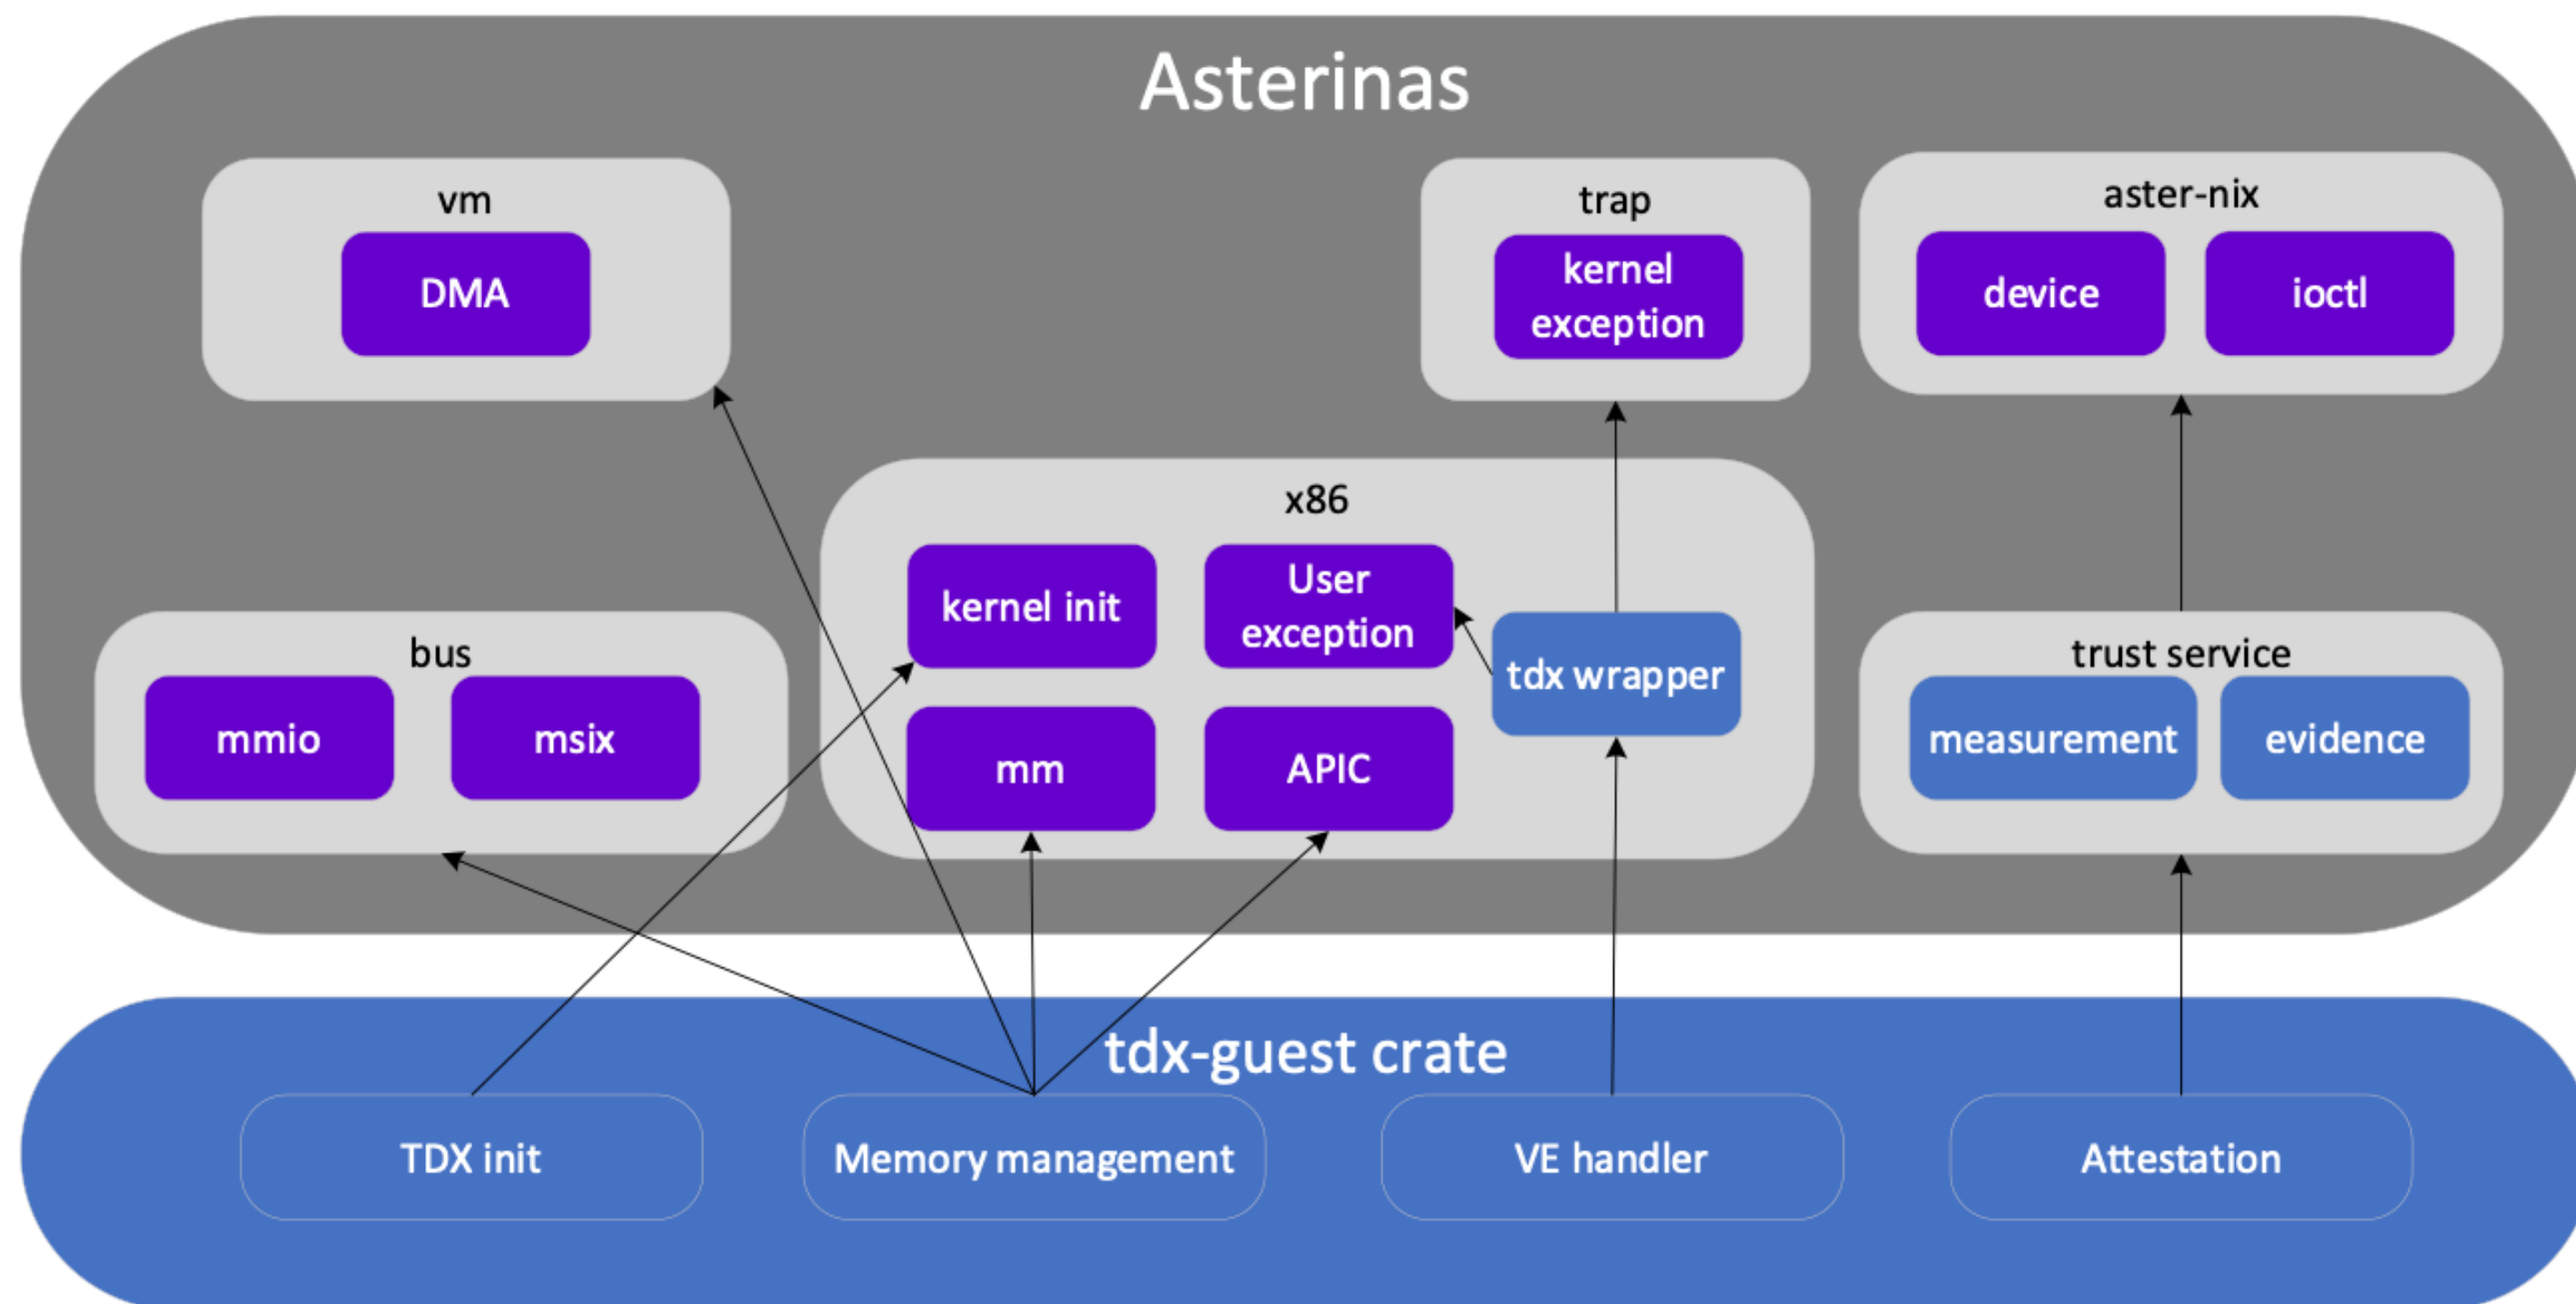 Asterinas
vm
DMA
trap
kernel
exception
aster-nix
device
ioctl
x86
kernel init
User
exception
tdx wrapper
mm
APIC
bus
mmio
msix
trust service
measurement
evidence
tdx-guest crate
TDX init
Memory management
VE handler
Attestation